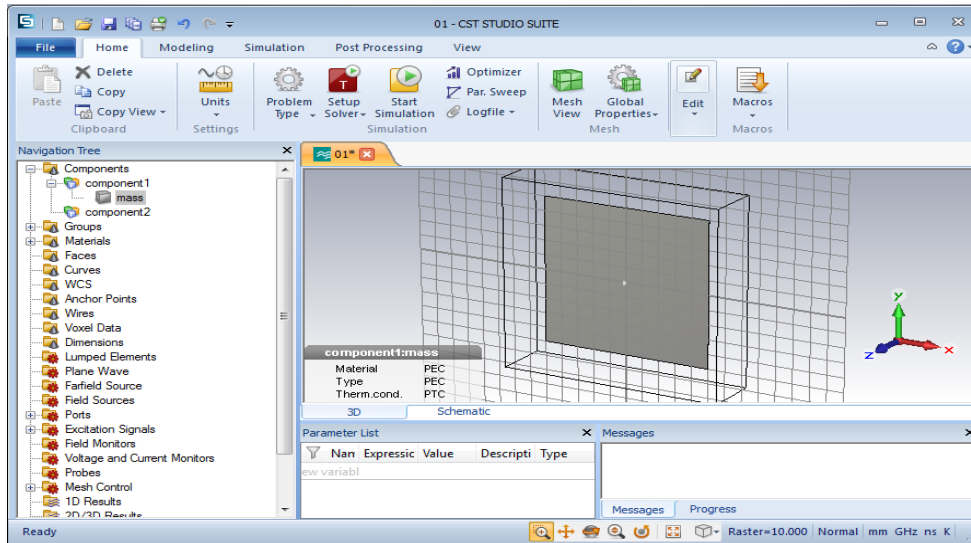 01 - CST STUDIO SUITE
File Home Modeling Simulation Post Processing View
Paste
Delete
Copy
Copy View
Clipboard
Units
Settings
Problem Type
Setup Solver
Start Simulation
Optimizer
Par. Sweep
Logfile
Simulation
Mesh View
Global Properties
Mesh
Edit
Macros
Macros
Navigation Tree
Components
component1
mass
component2
Groups
Materials
Faces
Curves
WCS
Anchor Points
Wires
Voxel Data
Dimensions
Lumped Elements
Plane Wave
Farfield Source
Field Sources
Ports
Excitation Signals
Field Monitors
Voltage and Current Monitors
Probes
Mesh Control
1D Results
2D/3D Results
01*
y
x
z
component1:mass
Material PEC
Type PEC
Therm.cond. PTC
3D Schematic
Parameter List
Nan Expressic Value Descripti Type
ew variabl
Messages
Messages Progress
Ready
Raster=10.000 Normal mm GHz ns K